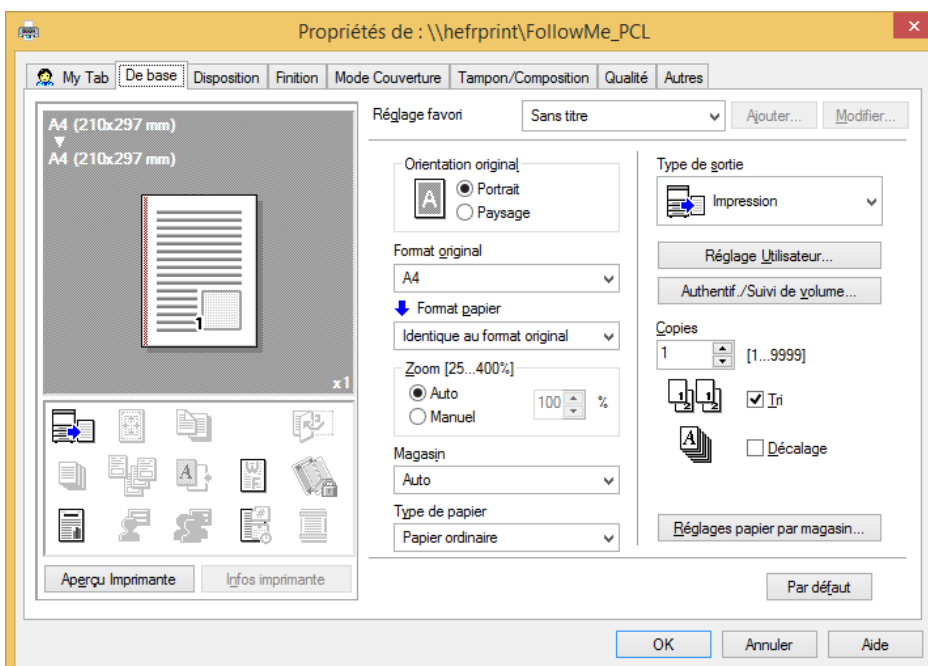 Propriétés de : \\hefrprint\FollowMe_PCL
My Tab De base Disposition Finition Mode Couverture Tampon/Composition Qualité Autres
A4 (210x297 mm)
A4 (210x297 mm)
1
x1
Aperçu Imprimante Infos imprimante
Réglage favori Sans titre Ajouter... Modifier...
Orientation original
A Portrait
Paysage
Format original
A4
Format papier
Identique au format original
Zoom [25...400%]
Auto
Manuel
100 %
Magasin
Auto
Type de papier
Papier ordinaire
Type de sortie
Impression
Réglage Utilisateur...
Authentif./Suivi de volume...
Copies
1 [1...9999]
1 2 1 2 Tri
A Décalage
Réglages papier par magasin...
Par défaut
OK Annuler Aide